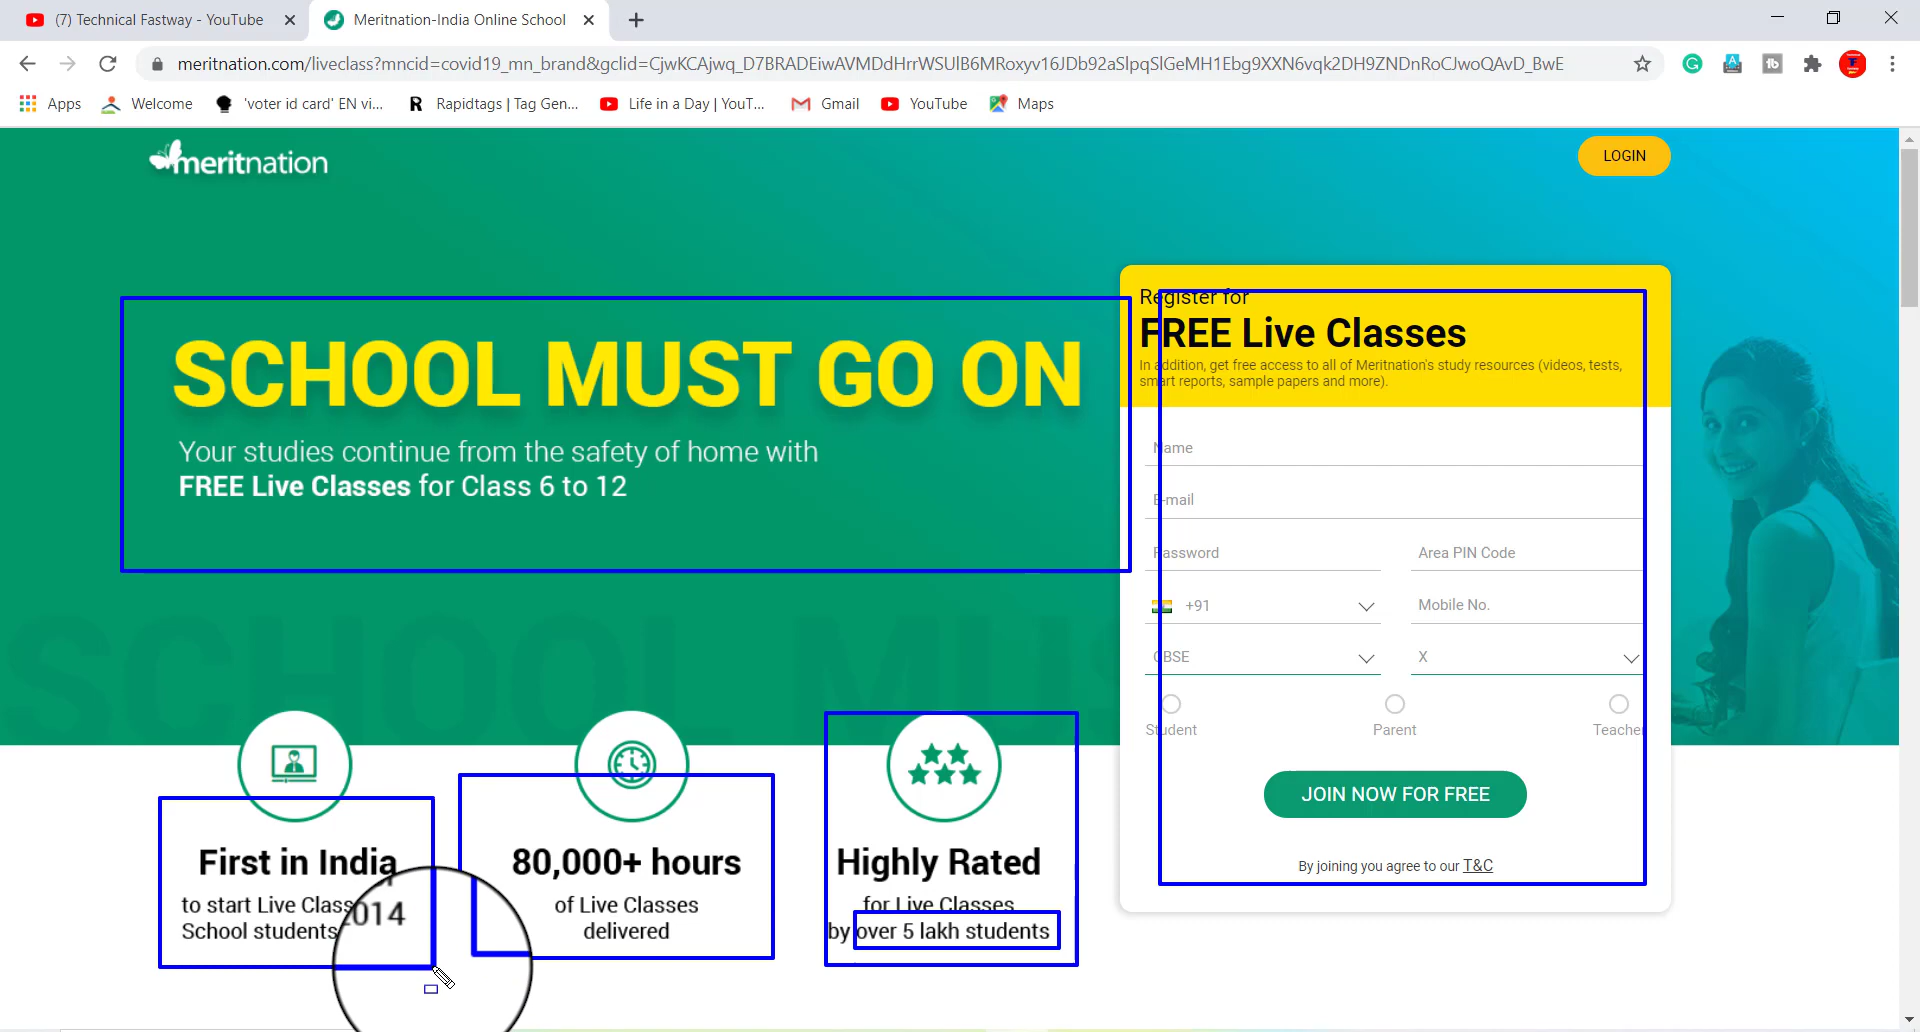 (7) Technical Fastway - YouTube
Meritnation-India Online School
meritnation.com/liveclass?mncid=covid19_mn_brand&gclid=CjwKCAjwq_D7BRADEiwAVMDdHrrWSUlB6MRoxyv16JDb92aSlpqSlGeMH1Ebg9XXN6vqk2DH9ZNDnRoCJwoQAvD_BwE
Apps
Welcome
'voter id card' EN vi...
Rapidtags | Tag Gen...
Life in a Day | YouT...
Gmail
YouTube
Maps
meritnation
LOGIN
SCHOOL MUST GO ON
Your studies continue from the safety of home with
FREE Live Classes for Class 6 to 12
Register for
FREE Live Classes
In addition, get free access to all of Meritnation's study resources (videos, tests,
smart reports, sample papers and more).
Name
E-mail
Password
Area PIN Code
+91
Mobile No.
CBSE
X
Student
Parent
Teacher
JOIN NOW FOR FREE
By joining you agree to our T&C
SCHOOL MUS
First in India
to start Live Class
School students
2014
80,000+ hours
of Live Classes
delivered
Highly Rated
for Live Classes
by over 5 lakh students